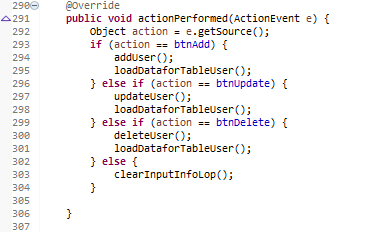 290 @Override
291 public void actionPerformed(ActionEvent e) {
292 Object action = e.getSource();
293 if (action == btnAdd) {
294 addUser();
295 loadDataforTableUser();
296 } else if (action == btnUpdate) {
297 updateUser();
298 loadDataforTableUser();
299 } else if (action == btnDelete) {
300 deleteUser();
301 loadDataforTableUser();
302 } else {
303 clearInputInfoLop();
304 }
305
306 }
307